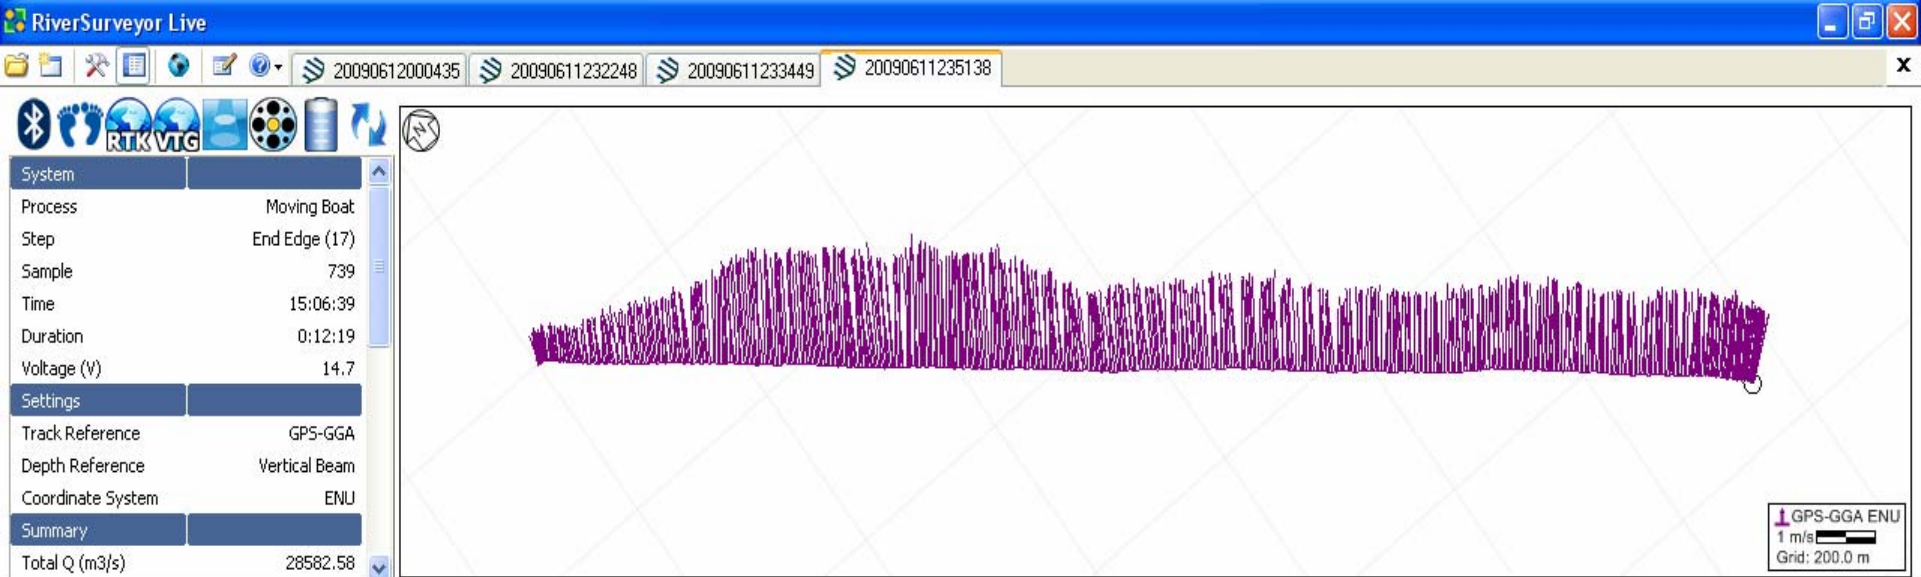 RiverSurveyor Live
20090612000435 20090611232248 20090611233449 20090611235138 X
RTK VTG
N
System
Process Moving Boat
Step End Edge (17)
Sample 739
Time 15:06:39
Duration 0:12:19
Voltage (V) 14.7
Settings
Track Reference GPS-GGA
Depth Reference Vertical Beam
Coordinate System ENU
Summary
Total Q (m3/s) 28582.58
GPS-GGA ENU
1 m/s
Grid: 200.0 m